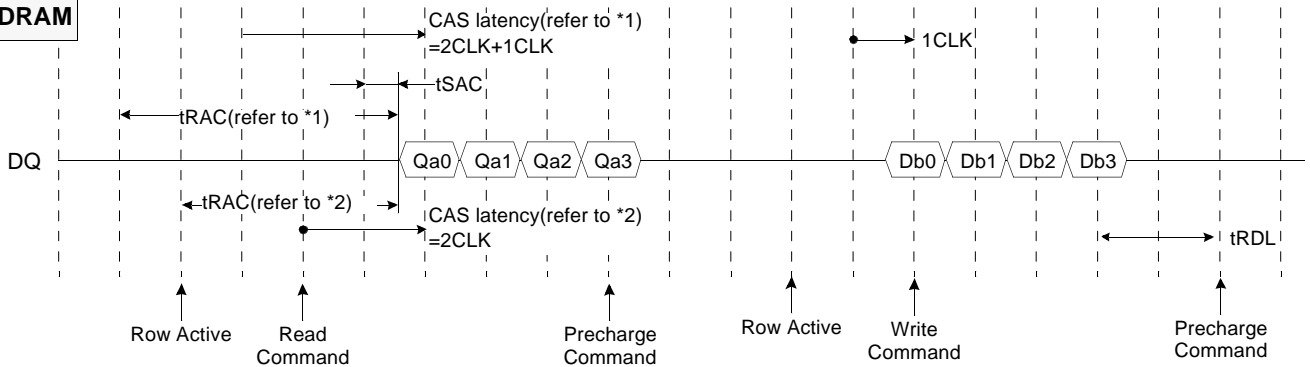 DRAM
CAS latency(refer to *1)
=2CLK+1CLK
1CLK
tSAC
tRAC(refer to *1)
DQ
Qa0 Qa1 Qa2 Qa3
Db0 Db1 Db2 Db3
tRAC(refer to *2)
CAS latency(refer to *2)
=2CLK
tRDL
Row Active
Read
Command
Precharge
Command
Row Active
Write
Command
Precharge
Command